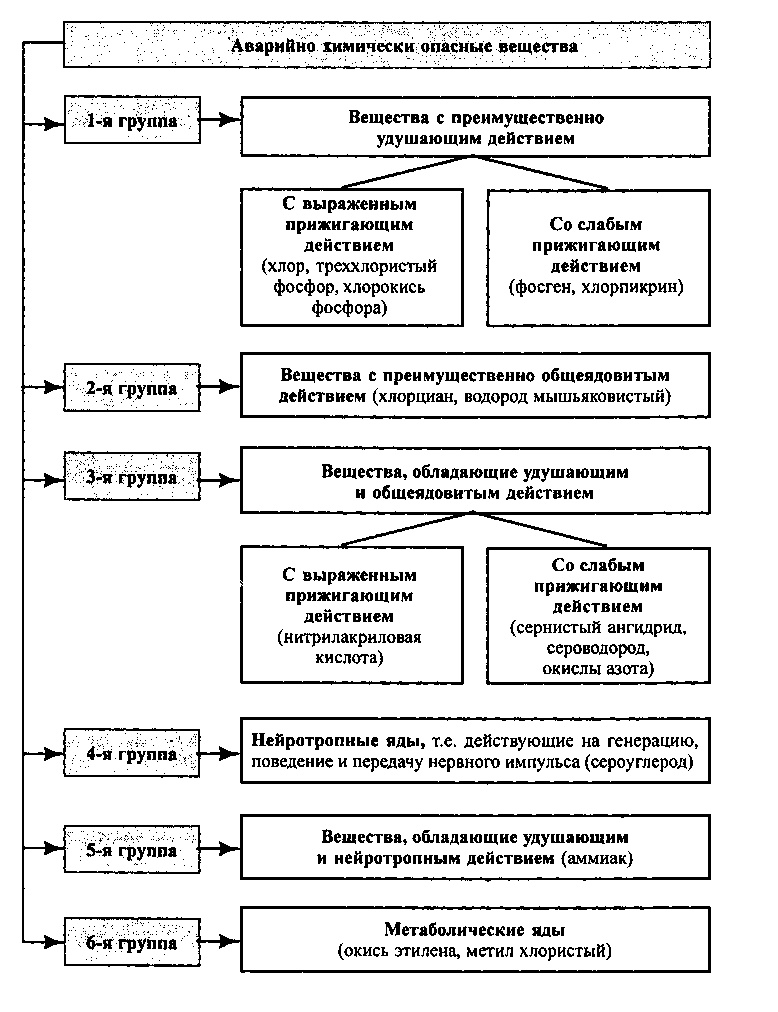 Аварийно химически опасные вещества
1-я группа
Вещества с преимущественно
удушающим действием
С выраженным
прижигающим
действием
(хлор, треххлористый
фосфор, хлорокись
фосфора)
Со слабым
прижигающим
действием
(фосген, хлорпикрин)
2-я группа
Вещества с преимущественно общеядовитым
действием (хлорциан, водород мышьяковистый)
3-я группа
Вещества, обладающие удушающим
и общеядовитым действием
С выраженным
прижигающим
действием
(нитрилакриловая
кислота)
Со слабым
прижигающим
действием
(сернистый ангидрид,
сероводород,
окислы азота)
4-я группа
Нейротропные яды, т.е. действующие на генерацию,
поведение и передачу нервного импульса (сероуглерод)
5-я группа
Вещества, обладающие удушающим
и нейротропным действием (аммиак)
6-я группа
Метаболические яды
(окись этилена, метил хлористый)